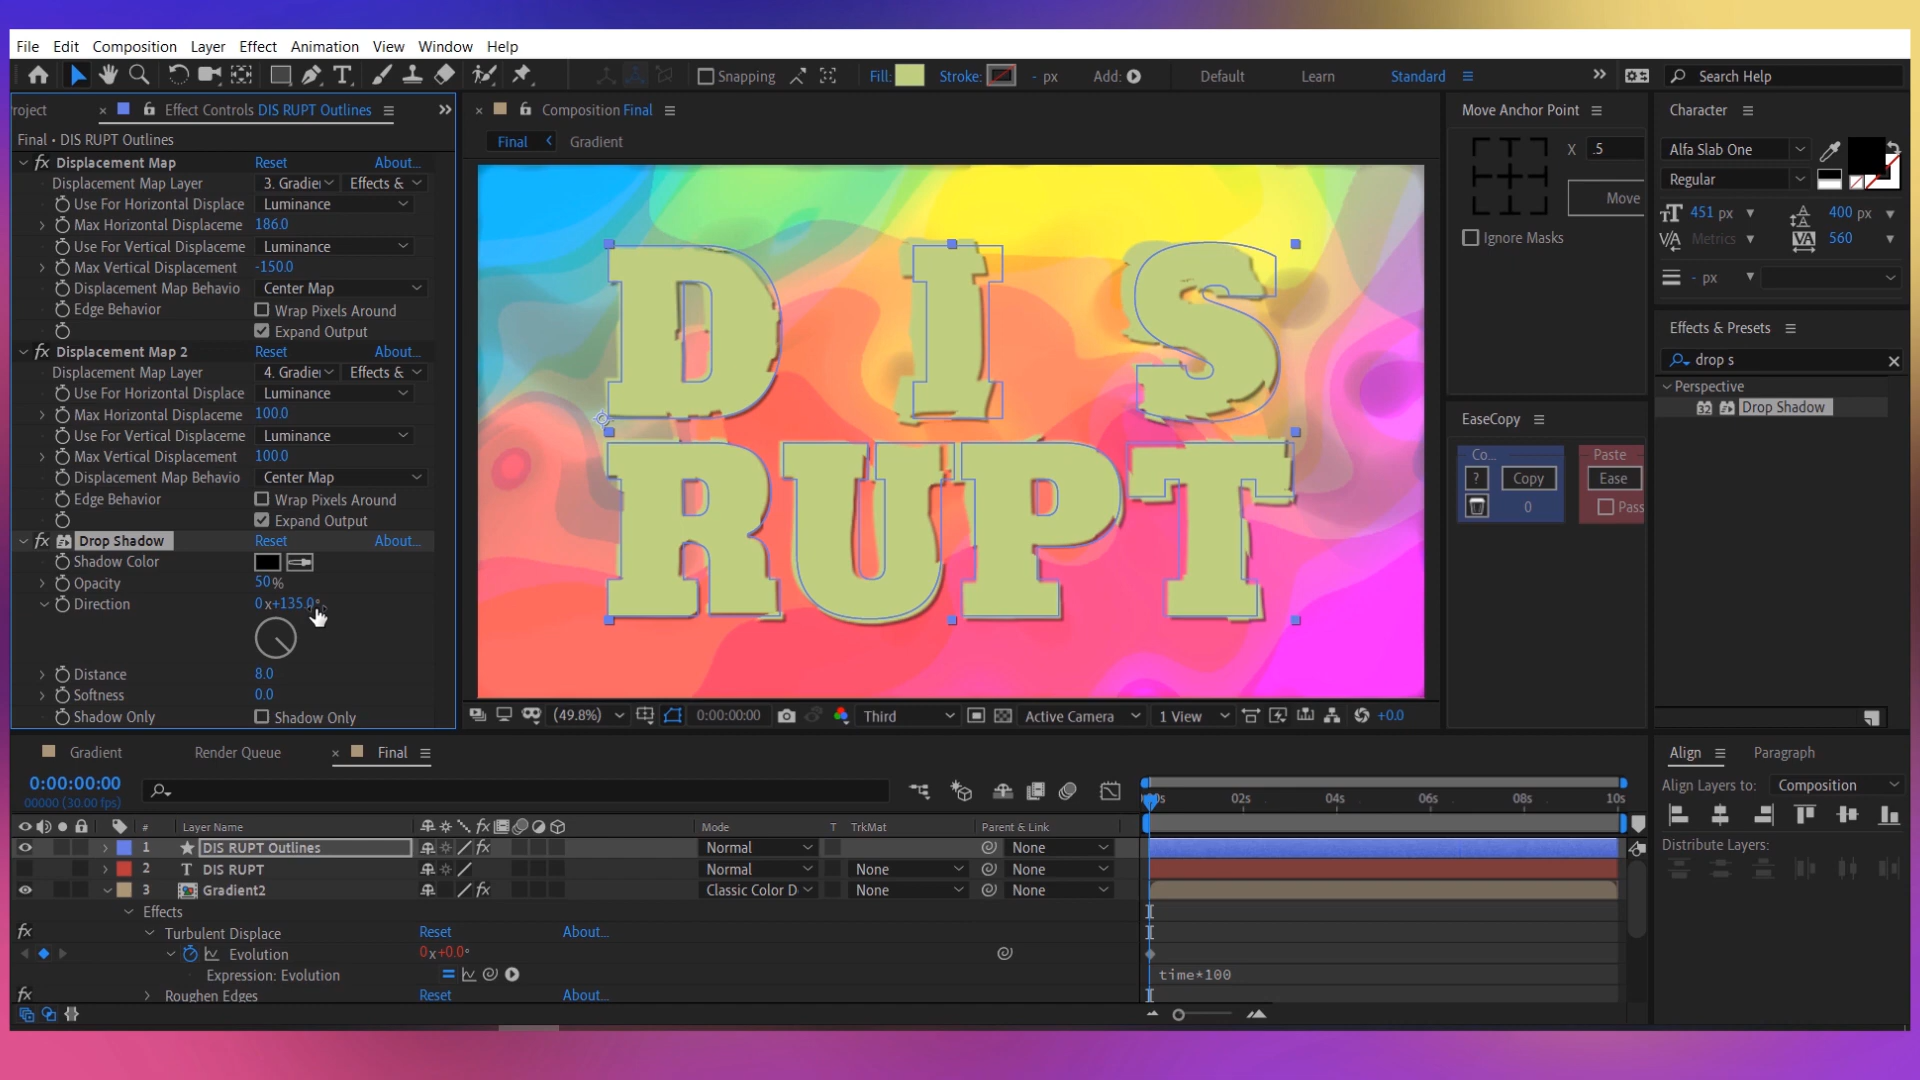 File Edit Composition Layer Effect Animation View Window Help
Snapping Fill: Stroke: - px Add: Default Learn Standard Search Help
roject Effect Controls DIS RUPT Outlines
Final • DIS RUPT Outlines
Displacement Map Reset About...
Displacement Map Layer 3. Gradie Effects &
Use For Horizontal Displace Luminance
Max Horizontal Displaceme 186.0
Use For Vertical Displaceme Luminance
Max Vertical Displacement -150.0
Displacement Map Behavio Center Map
Edge Behavior Wrap Pixels Around
Expand Output
Displacement Map 2 Reset About...
Displacement Map Layer 4. Gradie Effects &
Use For Horizontal Displace Luminance
Max Horizontal Displaceme 100.0
Use For Vertical Displaceme Luminance
Max Vertical Displaceme 100.0
Displacement Map Behavio Center Map
Edge Behavior Wrap Pixels Around
Expand Output
Drop Shadow Reset About...
Shadow Color
Opacity 50%
Direction 0x+135.0°
Distance 8.0
Softness 0.0
Shadow Only Shadow Only
Composition Final
Final Gradient
DIS
RUPT
(49.8%) 0:00:00:00 Third Active Camera 1 View +0.0
Move Anchor Point
X .5
Move
Ignore Masks
EaseCopy
Co... Paste
? Copy Ease
0 Pass
Character
Alfa Slab One
Regular
451 px 400 px
Metrics 560
- px
Effects & Presets
drop s
Perspective
32 Drop Shadow
Gradient Render Queue Final
0:00:00:00
00000 (30.00 fps)
02s 04s 06s 08s 10s
# Layer Name Mode T TrkMat Parent & Link
1 DIS RUPT Outlines Normal None
2 T DIS RUPT Normal None None
3 Gradient2 Classic Color D None None
Effects
Turbulent Displace Reset About...
Evolution 0x+0.0°
Expression: Evolution time*100
Roughen Edges Reset About...
Align Paragraph
Align Layers to: Composition
Distribute Layers: